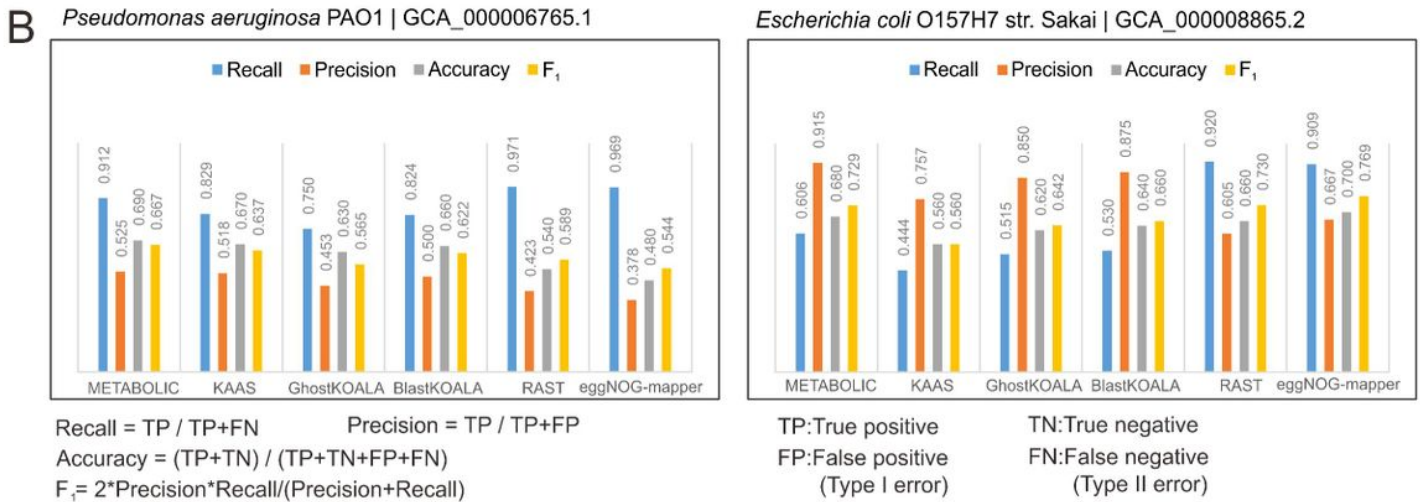 B
Pseudomonas aeruginosa PAO1 | GCA_000006765.1
Recall Precision Accuracy F1
0.912 0.525 0.690 0.667
0.829 0.518 0.670 0.637
0.750 0.453 0.630 0.565
0.824 0.500 0.660 0.622
0.971 0.423 0.540 0.589
0.969 0.378 0.480 0.544
METABOLIC KAAS GhostKOALA BlastKOALA RAST eggNOG-mapper
Escherichia coli O157H7 str. Sakai | GCA_000008865.2
Recall Precision Accuracy F1
0.606 0.915 0.680 0.729
0.444 0.757 0.560 0.560
0.515 0.850 0.620 0.642
0.530 0.875 0.640 0.660
0.920 0.605 0.660 0.730
0.909 0.667 0.700 0.769
METABOLIC KAAS GhostKOALA BlastKOALA RAST eggNOG-mapper
Recall = TP / TP+FN Precision = TP / TP+FP
Accuracy = (TP+TN) / (TP+TN+FP+FN)
F1= 2*Precision*Recall/(Precision+Recall)
TP:True positive TN:True negative
FP:False positive FN:False negative
(Type I error) (Type II error)